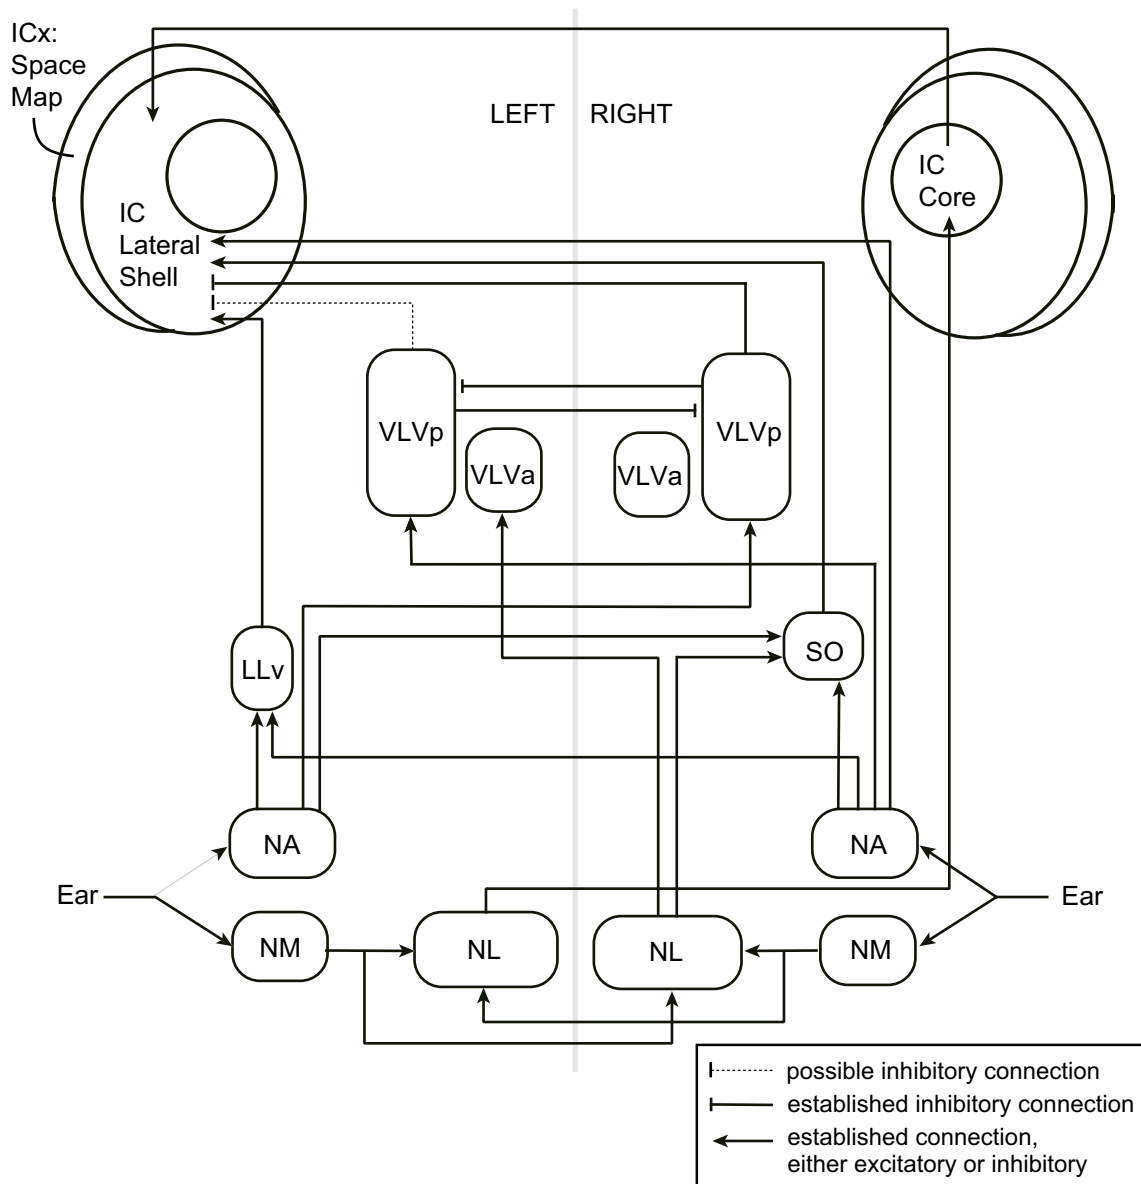 ICx:
Space
Map
LEFT
RIGHT
IC
Core
IC
Lateral
Shell
VLVp
VLVa
VLVa
VLVp
LLv
SO
NA
NA
Ear
Ear
NM
NL
NL
NM
possible inhibitory connection
established inhibitory connection
established connection,
either excitatory or inhibitory